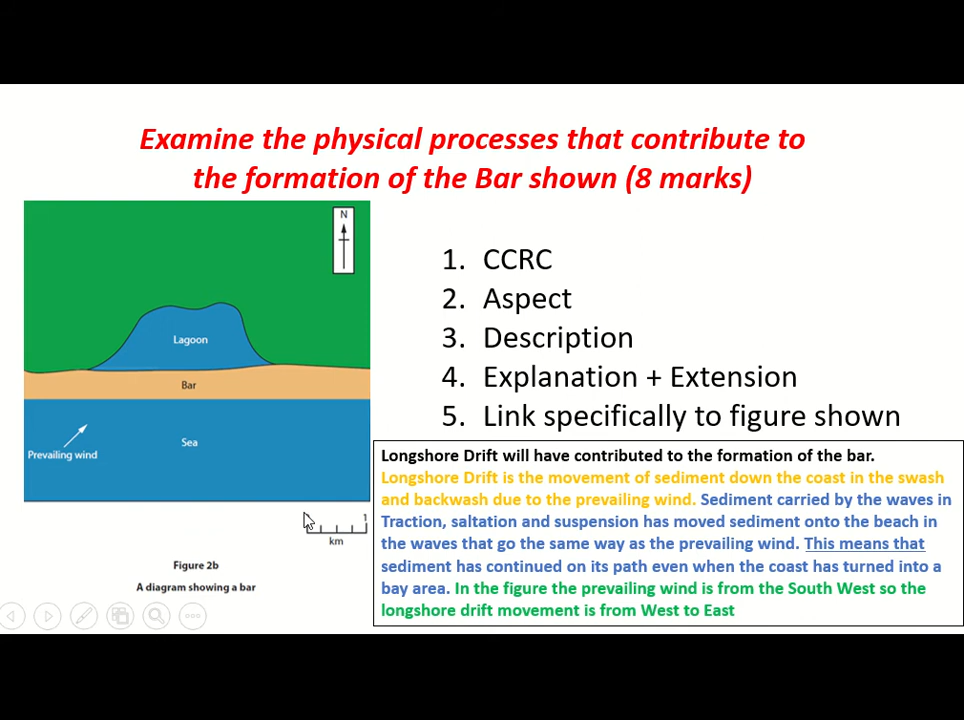 Examine the physical processes that contribute to
the formation of the Bar shown (8 marks)
N
Lagoon
Bar
Sea
Prevailing wind
1
km
Figure 2b
A diagram showing a bar
1. CCRC
2. Aspect
3. Description
4. Explanation + Extension
5. Link specifically to figure shown
Longshore Drift will have contributed to the formation of the bar.
Longshore Drift is the movement of sediment down the coast in the swash
and backwash due to the prevailing wind. Sediment carried by the waves in
Traction, saltation and suspension has moved sediment onto the beach in
the waves that go the same way as the prevailing wind. This means that
sediment has continued on its path even when the coast has turned into a
bay area. In the figure the prevailing wind is from the South West so the
longshore drift movement is from West to East